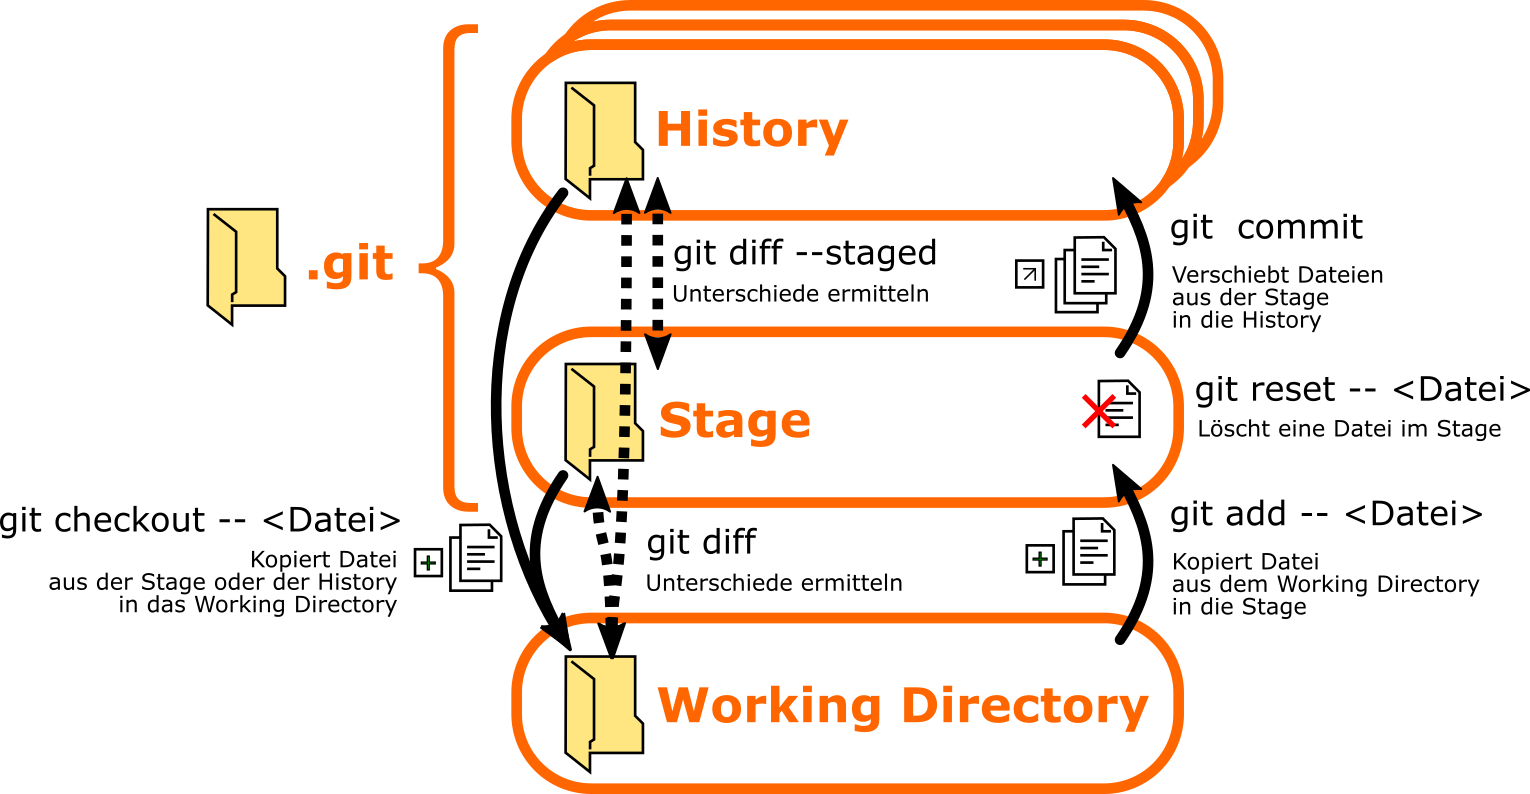 History
git commit
Verschiebt Dateien
aus der Stage
in die History
.git
git diff --staged
Unterschiede ermitteln
Stage
git reset -- <Datei>
Löscht eine Datei im Stage
git checkout -- <Datei>
Kopiert Datei
aus der Stage oder der History
in das Working Directory
git diff
Unterschiede ermitteln
git add -- <Datei>
Kopiert Datei
aus dem Working Directory
in die Stage
Working Directory